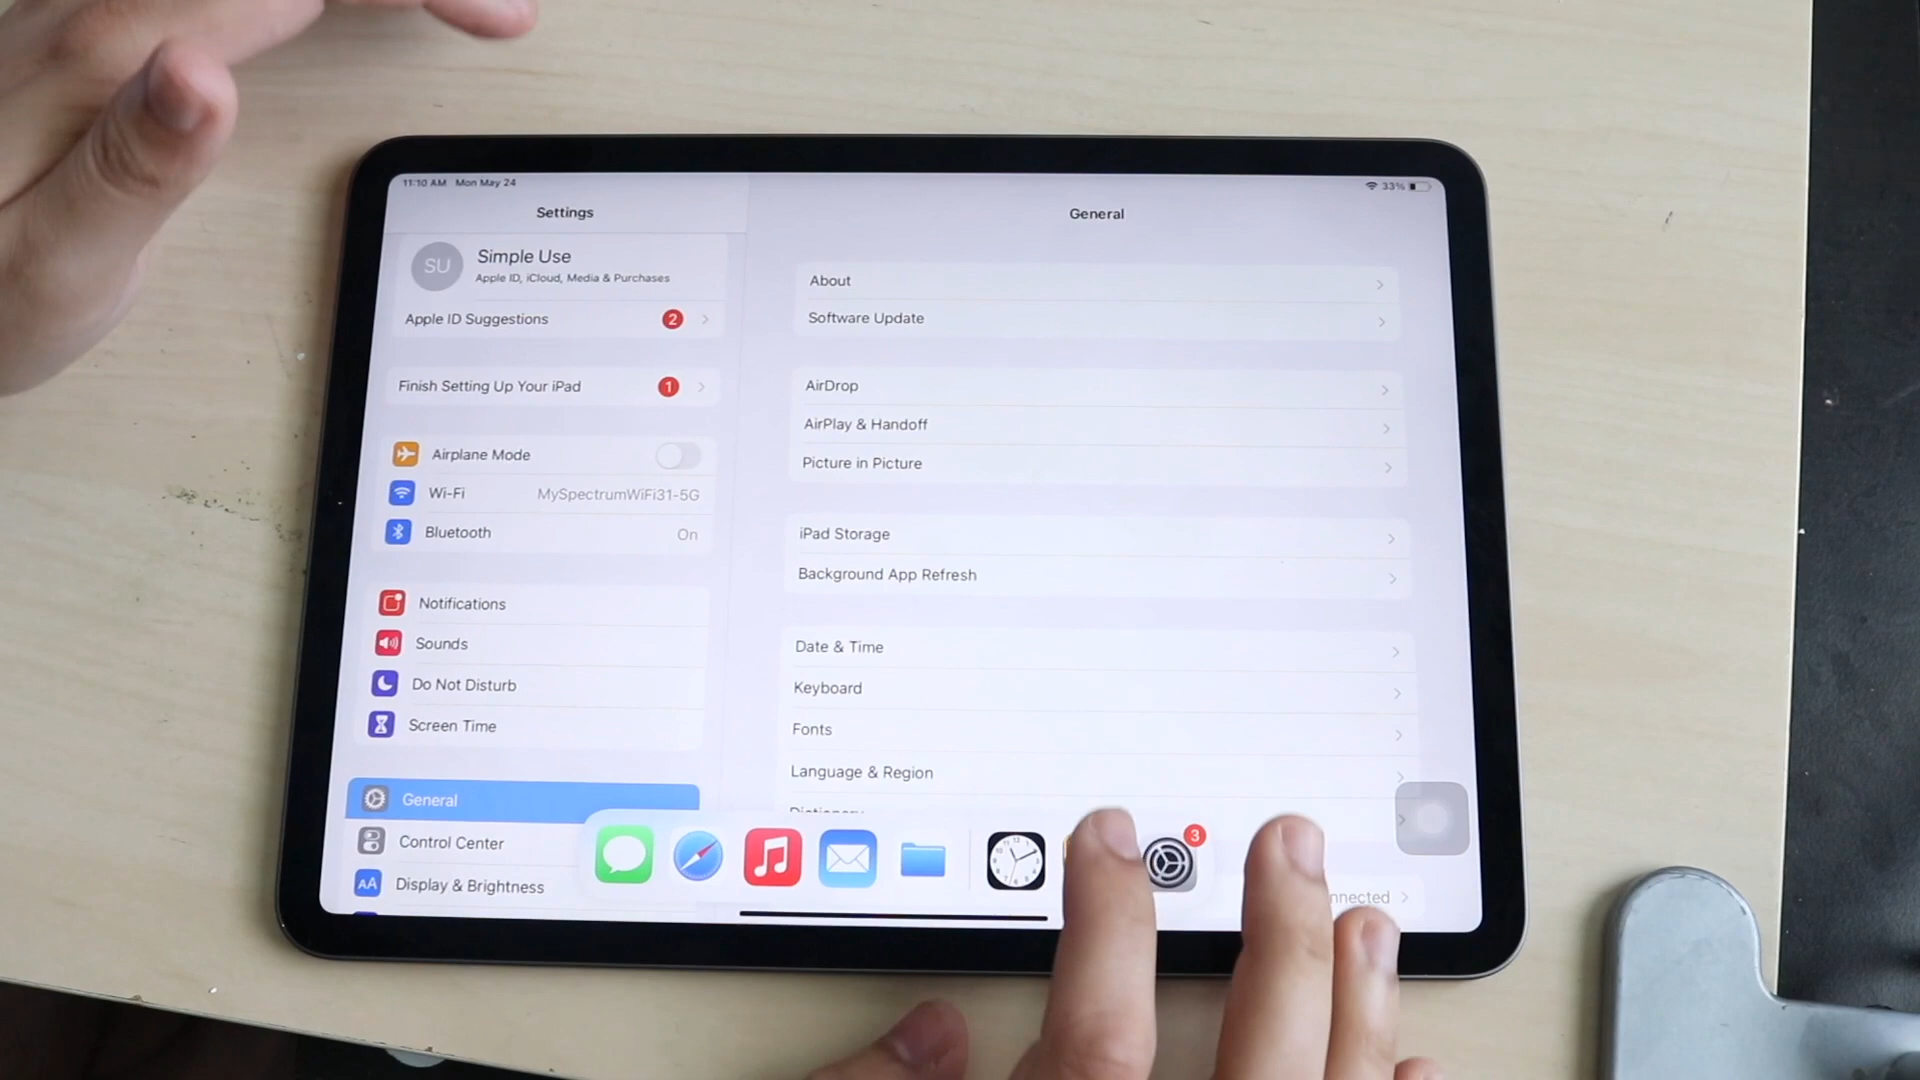 11:10 AM Mon May 24
33%
Settings
General
SU
Simple Use
Apple ID, iCloud, Media & Purchases
Apple ID Suggestions 2
Finish Setting Up Your iPad 1
Airplane Mode
Wi-Fi MySpectrumWiFi31-5G
Bluetooth On
Notifications
Sounds
Do Not Disturb
Screen Time
General
Control Center
AA Display & Brightness
About
Software Update
AirDrop
AirPlay & Handoff
Picture in Picture
iPad Storage
Background App Refresh
Date & Time
Keyboard
Fonts
Language & Region
Dictionary
3